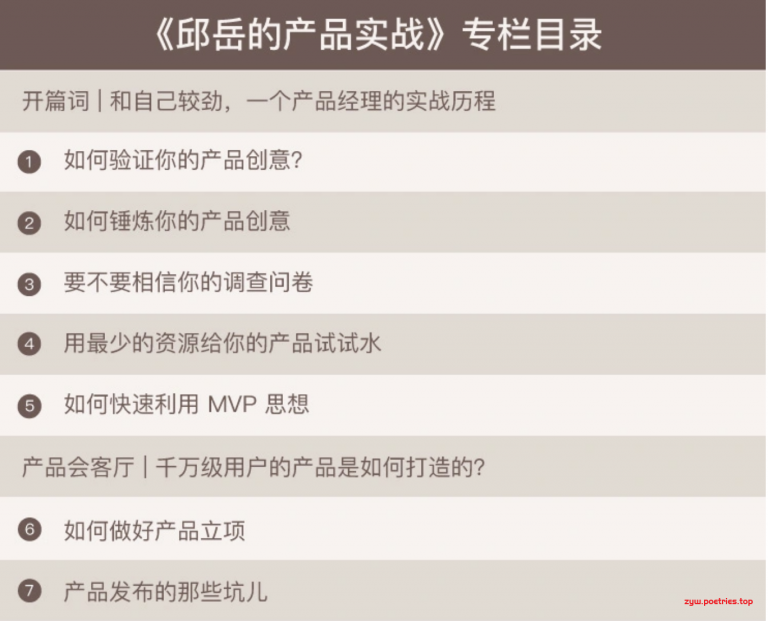 《邱岳的产品实战》专栏目录
开篇词 | 和自己较劲，一个产品经理的实战历程
1 如何验证你的产品创意?
2 如何锤炼你的产品创意
3 要不要相信你的调查问卷
4 用最少的资源给你的产品试试水
5 如何快速利用 MVP 思想
产品会客厅 | 千万级用户的产品是如何打造的?
6 如何做好产品立项
7 产品发布的那些坑儿
zyw.poetries.top